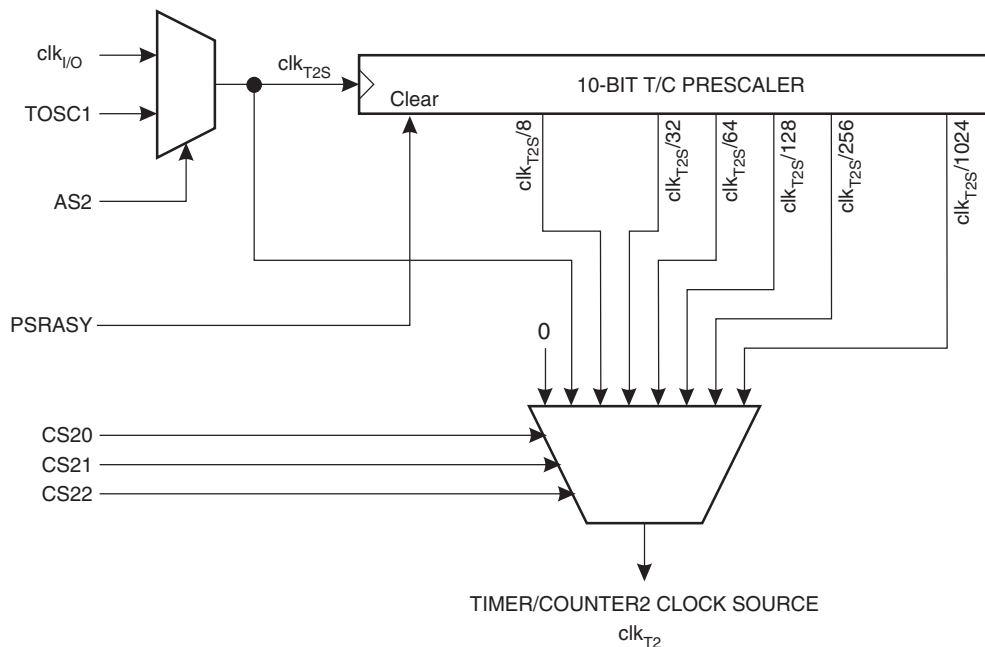 clkI/O
clkT2S
10-BIT T/C PRESCALER
TOSC1
Clear
clkT2S/8
clkT2S/32
clkT2S/64
clkT2S/128
clkT2S/256
clkT2S/1024
AS2
PSRASY
0
CS20
CS21
CS22
TIMER/COUNTER2 CLOCK SOURCE
clkT2